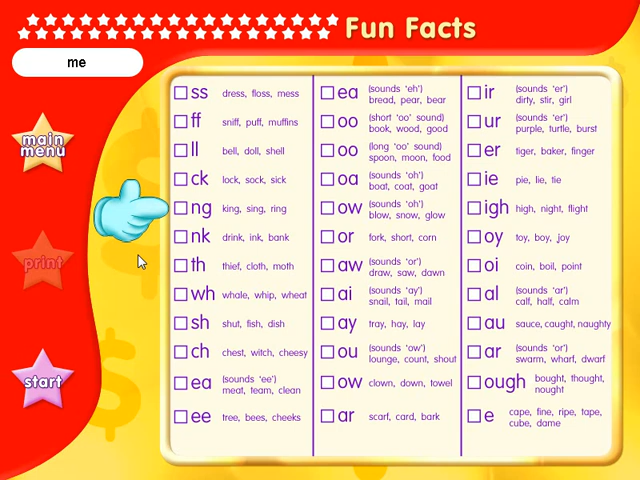 Fun Facts
me
main
menu
print
start
ss dress, floss, mess
ff sniff, puff, muffins
ll bell, doll, shell
ck lock, sock, sick
ng king, sing, ring
nk drink, ink, bank
th thief, cloth, moth
wh whale, whip, wheat
sh shut, fish, dish
ch chest, witch, cheesy
ea (sounds 'ee')
meat, team, clean
ee tree, bees, cheeks
ea (sounds 'eh')
bread, pear, bear
oo (short 'oo' sound)
book, wood, good
oo (long 'oo' sound)
spoon, moon, food
oa (sounds 'oh')
boat, coat, goat
ow (sounds 'oh')
blow, snow, glow
or fork, short, corn
aw (sounds 'or')
draw, saw, dawn
ai (sounds 'ay')
snail, tail, mail
ay tray, hay, lay
ou (sounds 'ow')
lounge, count, shout
ow clown, down, towel
ar scarf, card, bark
ir (sounds 'er')
dirty, stir, girl
ur (sounds 'er')
purple, turtle, burst
er tiger, baker, finger
ie pie, lie, tie
igh high, night, flight
oy toy, boy, joy
oi coin, boil, point
al (sounds 'ar')
calf, half, calm
au sauce, caught, naughty
ar (sounds 'or')
swarm, wharf, dwarf
ough bought, thought,
nought
e cape, fine, ripe, tape,
cube, dame